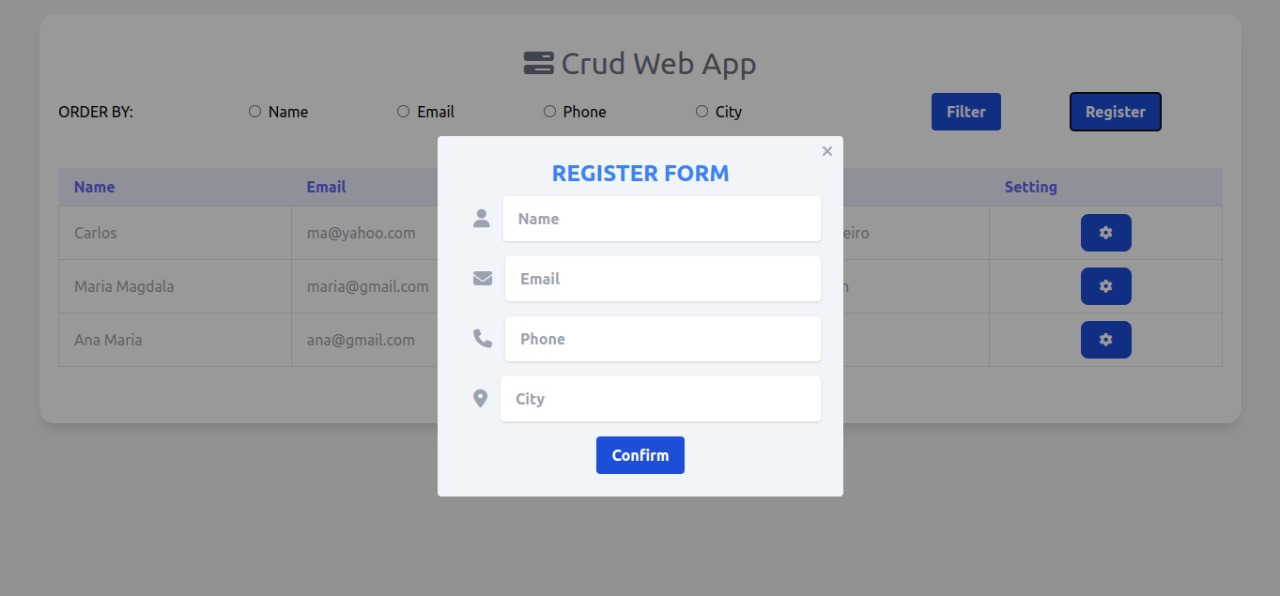 Crud Web App
ORDER BY: Name Email Phone City Filter Register
REGISTER FORM
Name
Email
Phone
City
Confirm
Name Email Setting
Carlos ma@yahoo.com
Maria Magdala maria@gmail.com
Ana Maria ana@gmail.com